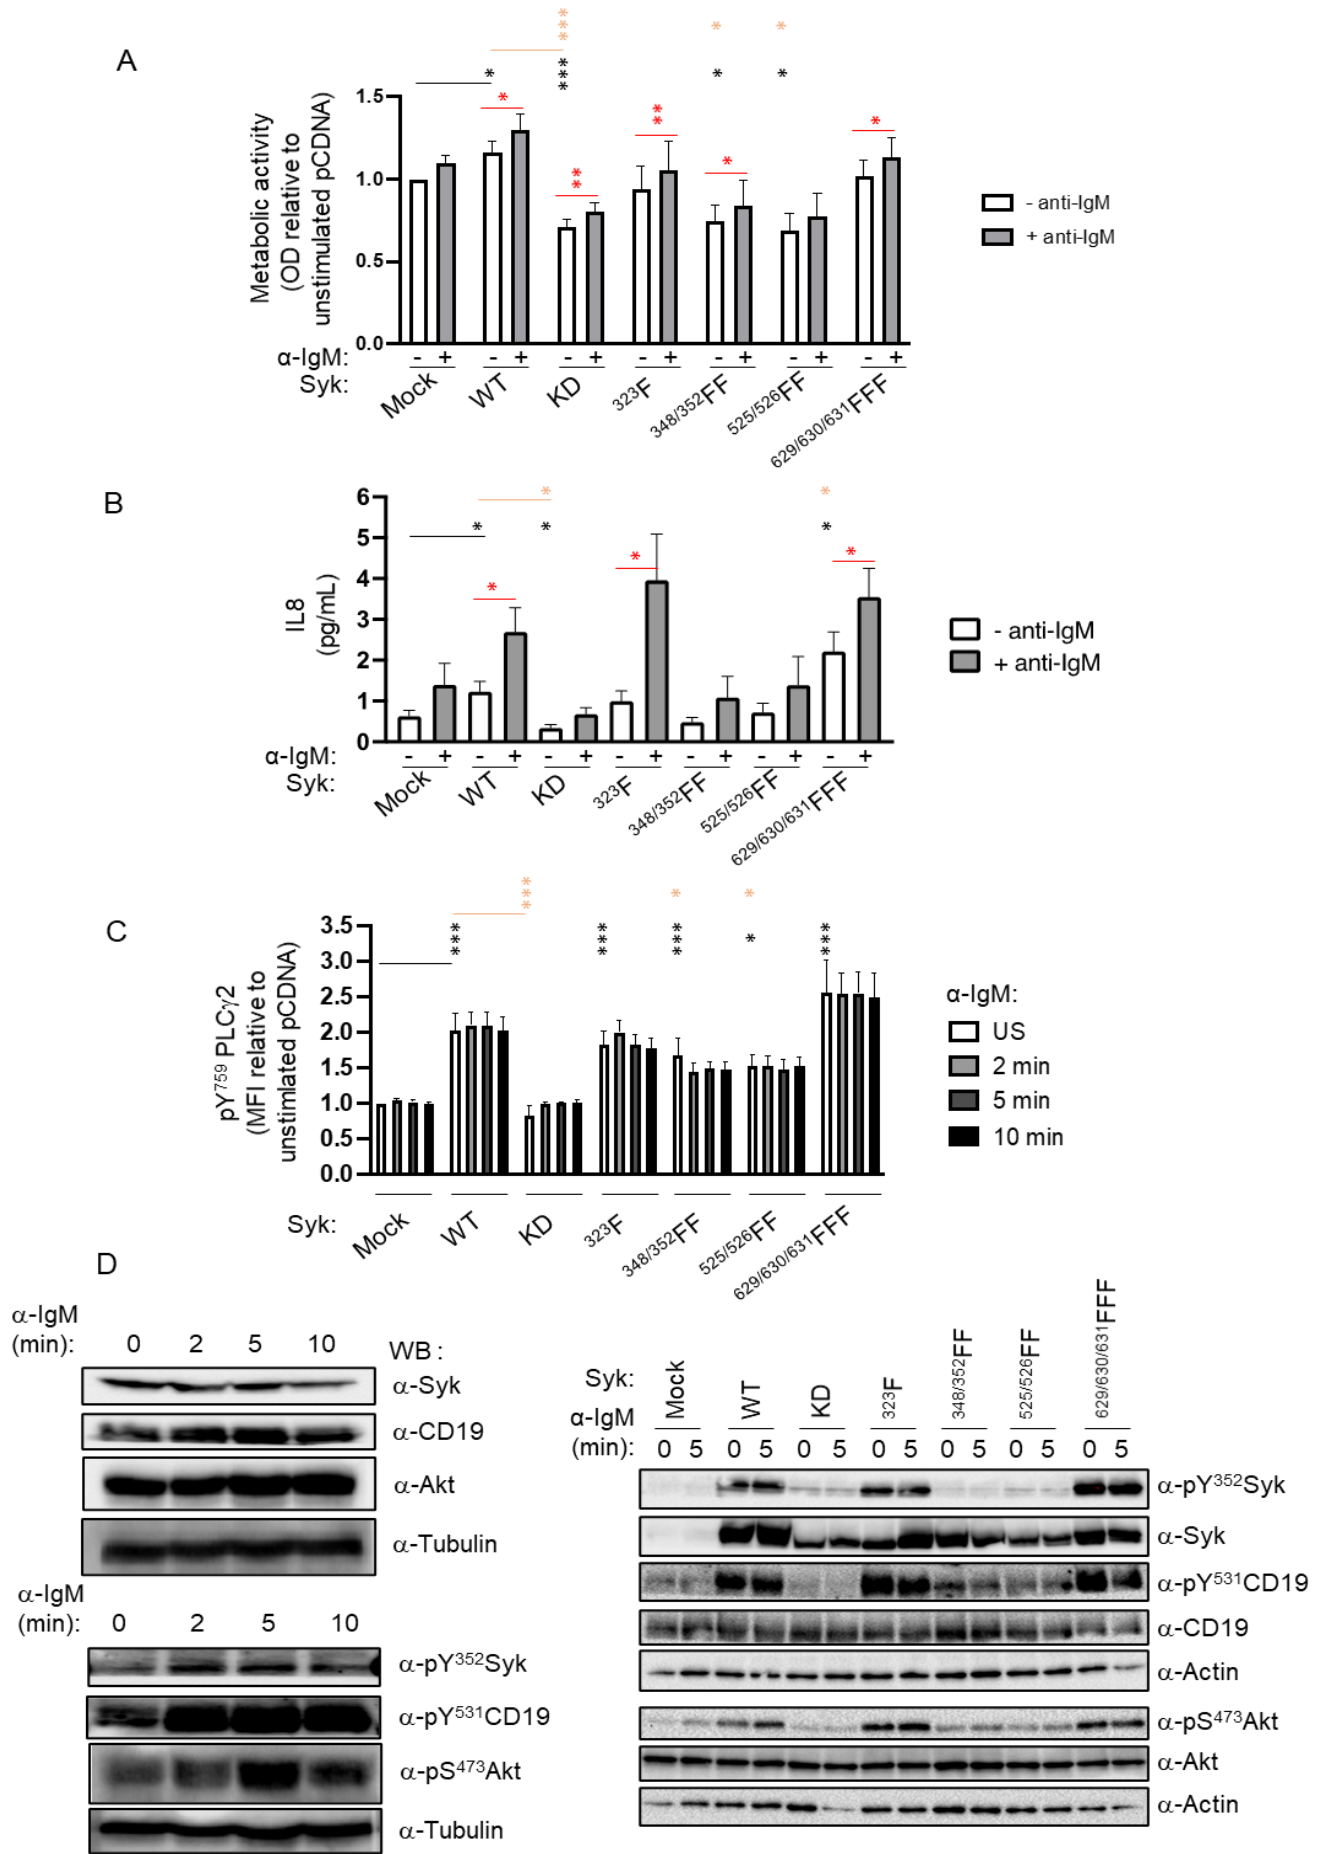 A
***
*
*
*
***
*
*
*
**
**
*
*
Metabolic activity
(OD relative to
unstimulated pCDNA)
1.5
1.0
0.5
0.0
- anti-IgM
+ anti-IgM
α-IgM: - + - + - + - + - + - + - +
Syk: Mock WT KD 323F 348/352FF 525/526FF 629/630/631FFF
B
*
*
*
*
*
*
*
*
IL8
(pg/mL)
6
5
4
3
2
1
0
- anti-IgM
+ anti-IgM
α-IgM: - + - + - + - + - + - + - +
Syk: Mock WT KD 323F 348/352FF 525/526FF 629/630/631FFF
C
***
*
*
***
***
***
*
***
pY759 PLCγ2
(MFI relative to
unstimlated pCDNA)
3.5
3.0
2.5
2.0
1.5
1.0
0.5
0.0
α-IgM:
US
2 min
5 min
10 min
Syk: Mock WT KD 323F 348/352FF 525/526FF 629/630/631FFF
D
α-IgM
(min): 0 2 5 10
WB :
α-Syk
α-CD19
α-Akt
α-Tubulin
α-IgM
(min): 0 2 5 10
α-pY352Syk
α-pY531CD19
α-pS473Akt
α-Tubulin
Syk: Mock WT KD 323F 348/352FF 525/526FF 629/630/631FFF
α-IgM
(min): 0 5 0 5 0 5 0 5 0 5 0 5 0 5
α-pY352Syk
α-Syk
α-pY531CD19
α-CD19
α-Actin
α-pS473Akt
α-Akt
α-Actin